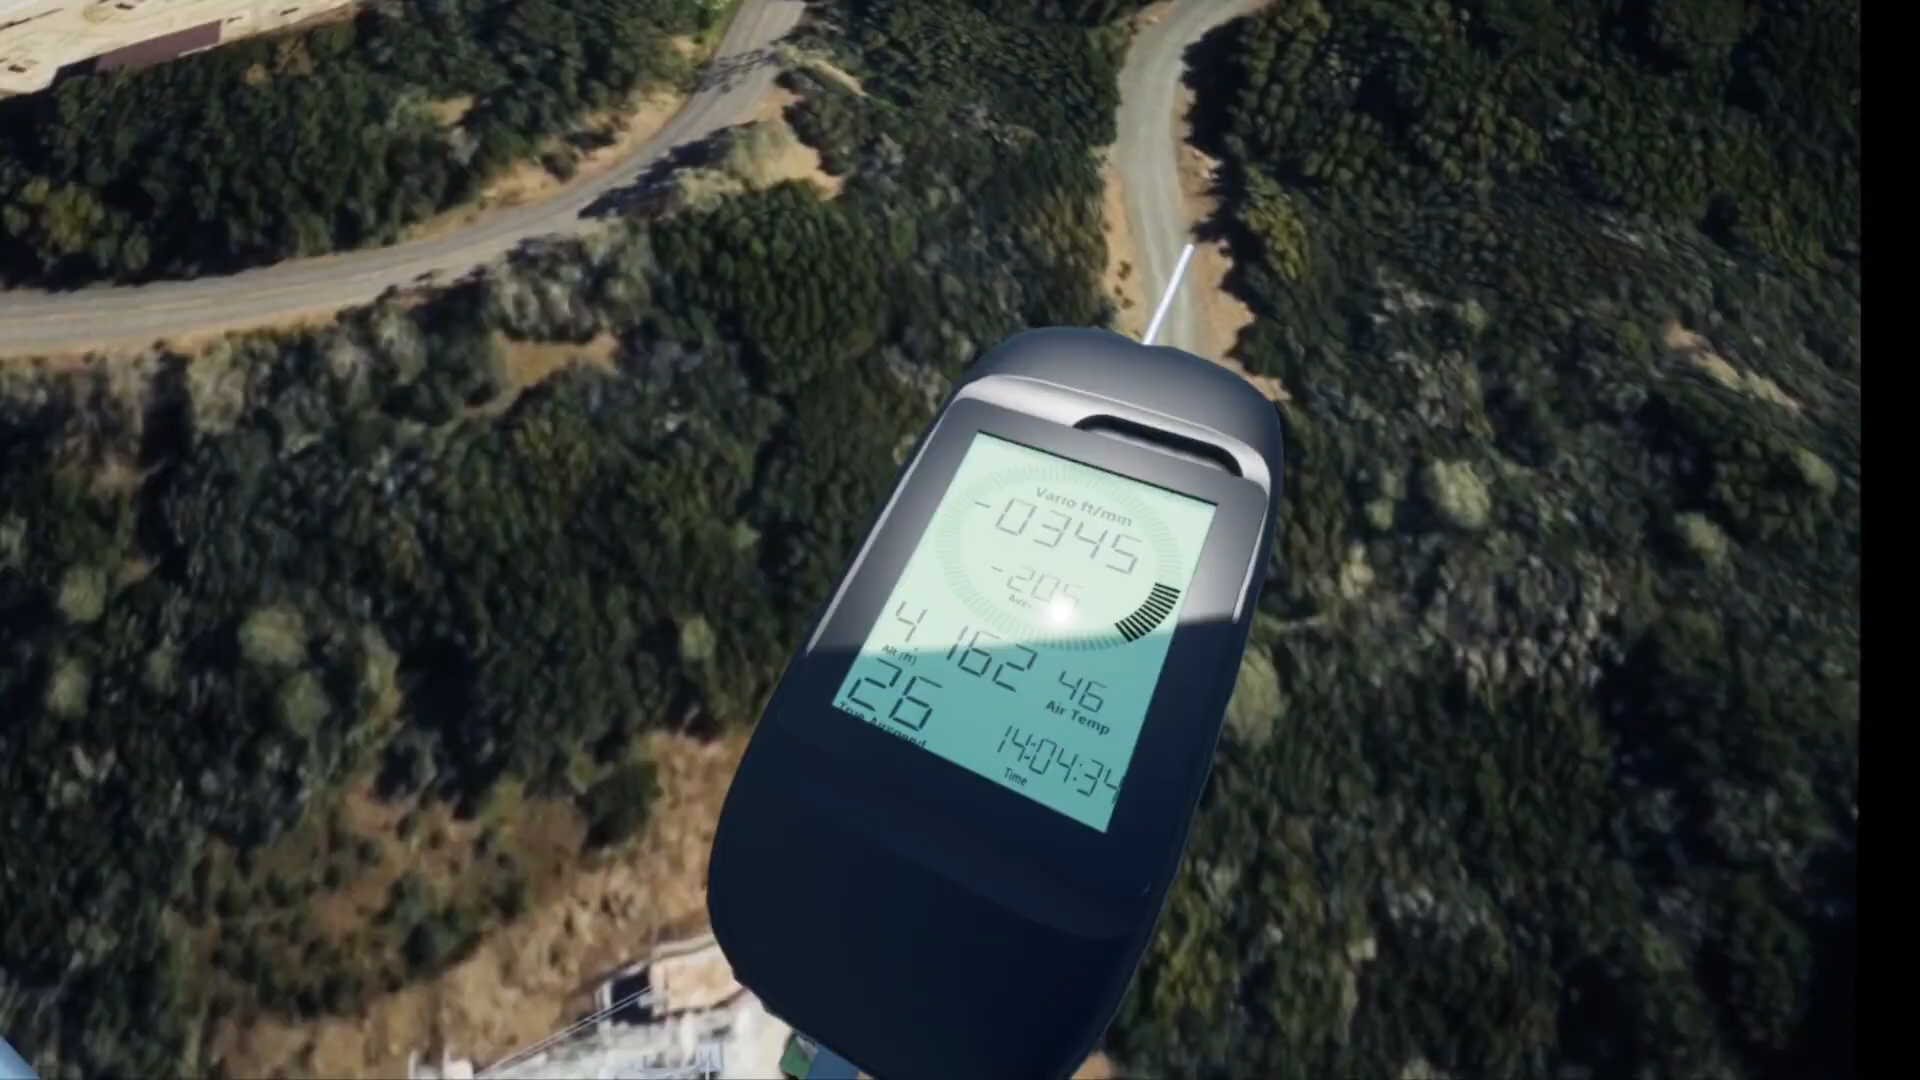 Vario ft/min
-0345
-205
4,162
Alt (ft)
46
Air Temp
26
True Airspeed
14:04:34
Time